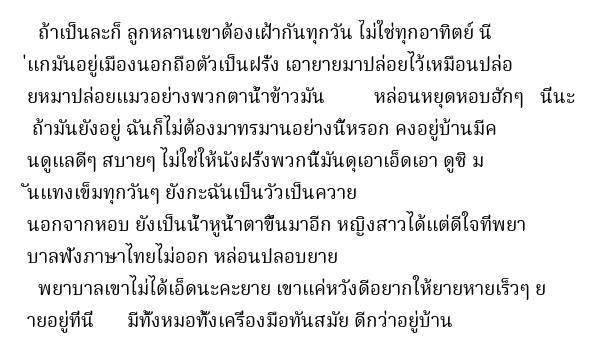 ถ้าเป็นละก็ ลูกหลานเขาต้องเฝ้ากันทุกวัน ไม่ใช่ทุกอาทิตย์ นี
่แกมันอยู่เมืองนอกถือตัวเป็นฝรั่ง เอายายมาปล่อยไว้เหมือนปล่อ
ยหมาปล่อยแมวอย่างพวกตาน้ำข้าวมัน หล่อนหยุดหอบฮักๆ นี่นะ
ถ้ามันยังอยู่ ฉันก็ไม่ต้องมาทรมานอย่างนี้หรอก คงอยู่บ้านมีค
นดูแลดีๆ สบายๆ ไม่ใช่ให้นังฝรั่งพวกนี้มันดุเอาเอ็ดเอา ดูซิ ม
ันแทงเข็มทุกวันๆ ยังกะฉันเป็นวัวเป็นควาย
นอกจากหอบ ยังเป็นน้ำหูน้ำตาขึ้นมาอีก หญิงสาวได้แต่ดีใจที่พยา
บาลฟังภาษาไทยไม่ออก หล่อนปลอบยาย
พยาบาลเขาไม่ได้เอ็ดนะคะยาย เขาแค่หวังดีอยากให้ยายหายเร็วๆ ย
ายอยู่ที่นี่ มีทั้งหมอทั้งเครื่องมือทันสมัย ดีกว่าอยู่บ้าน